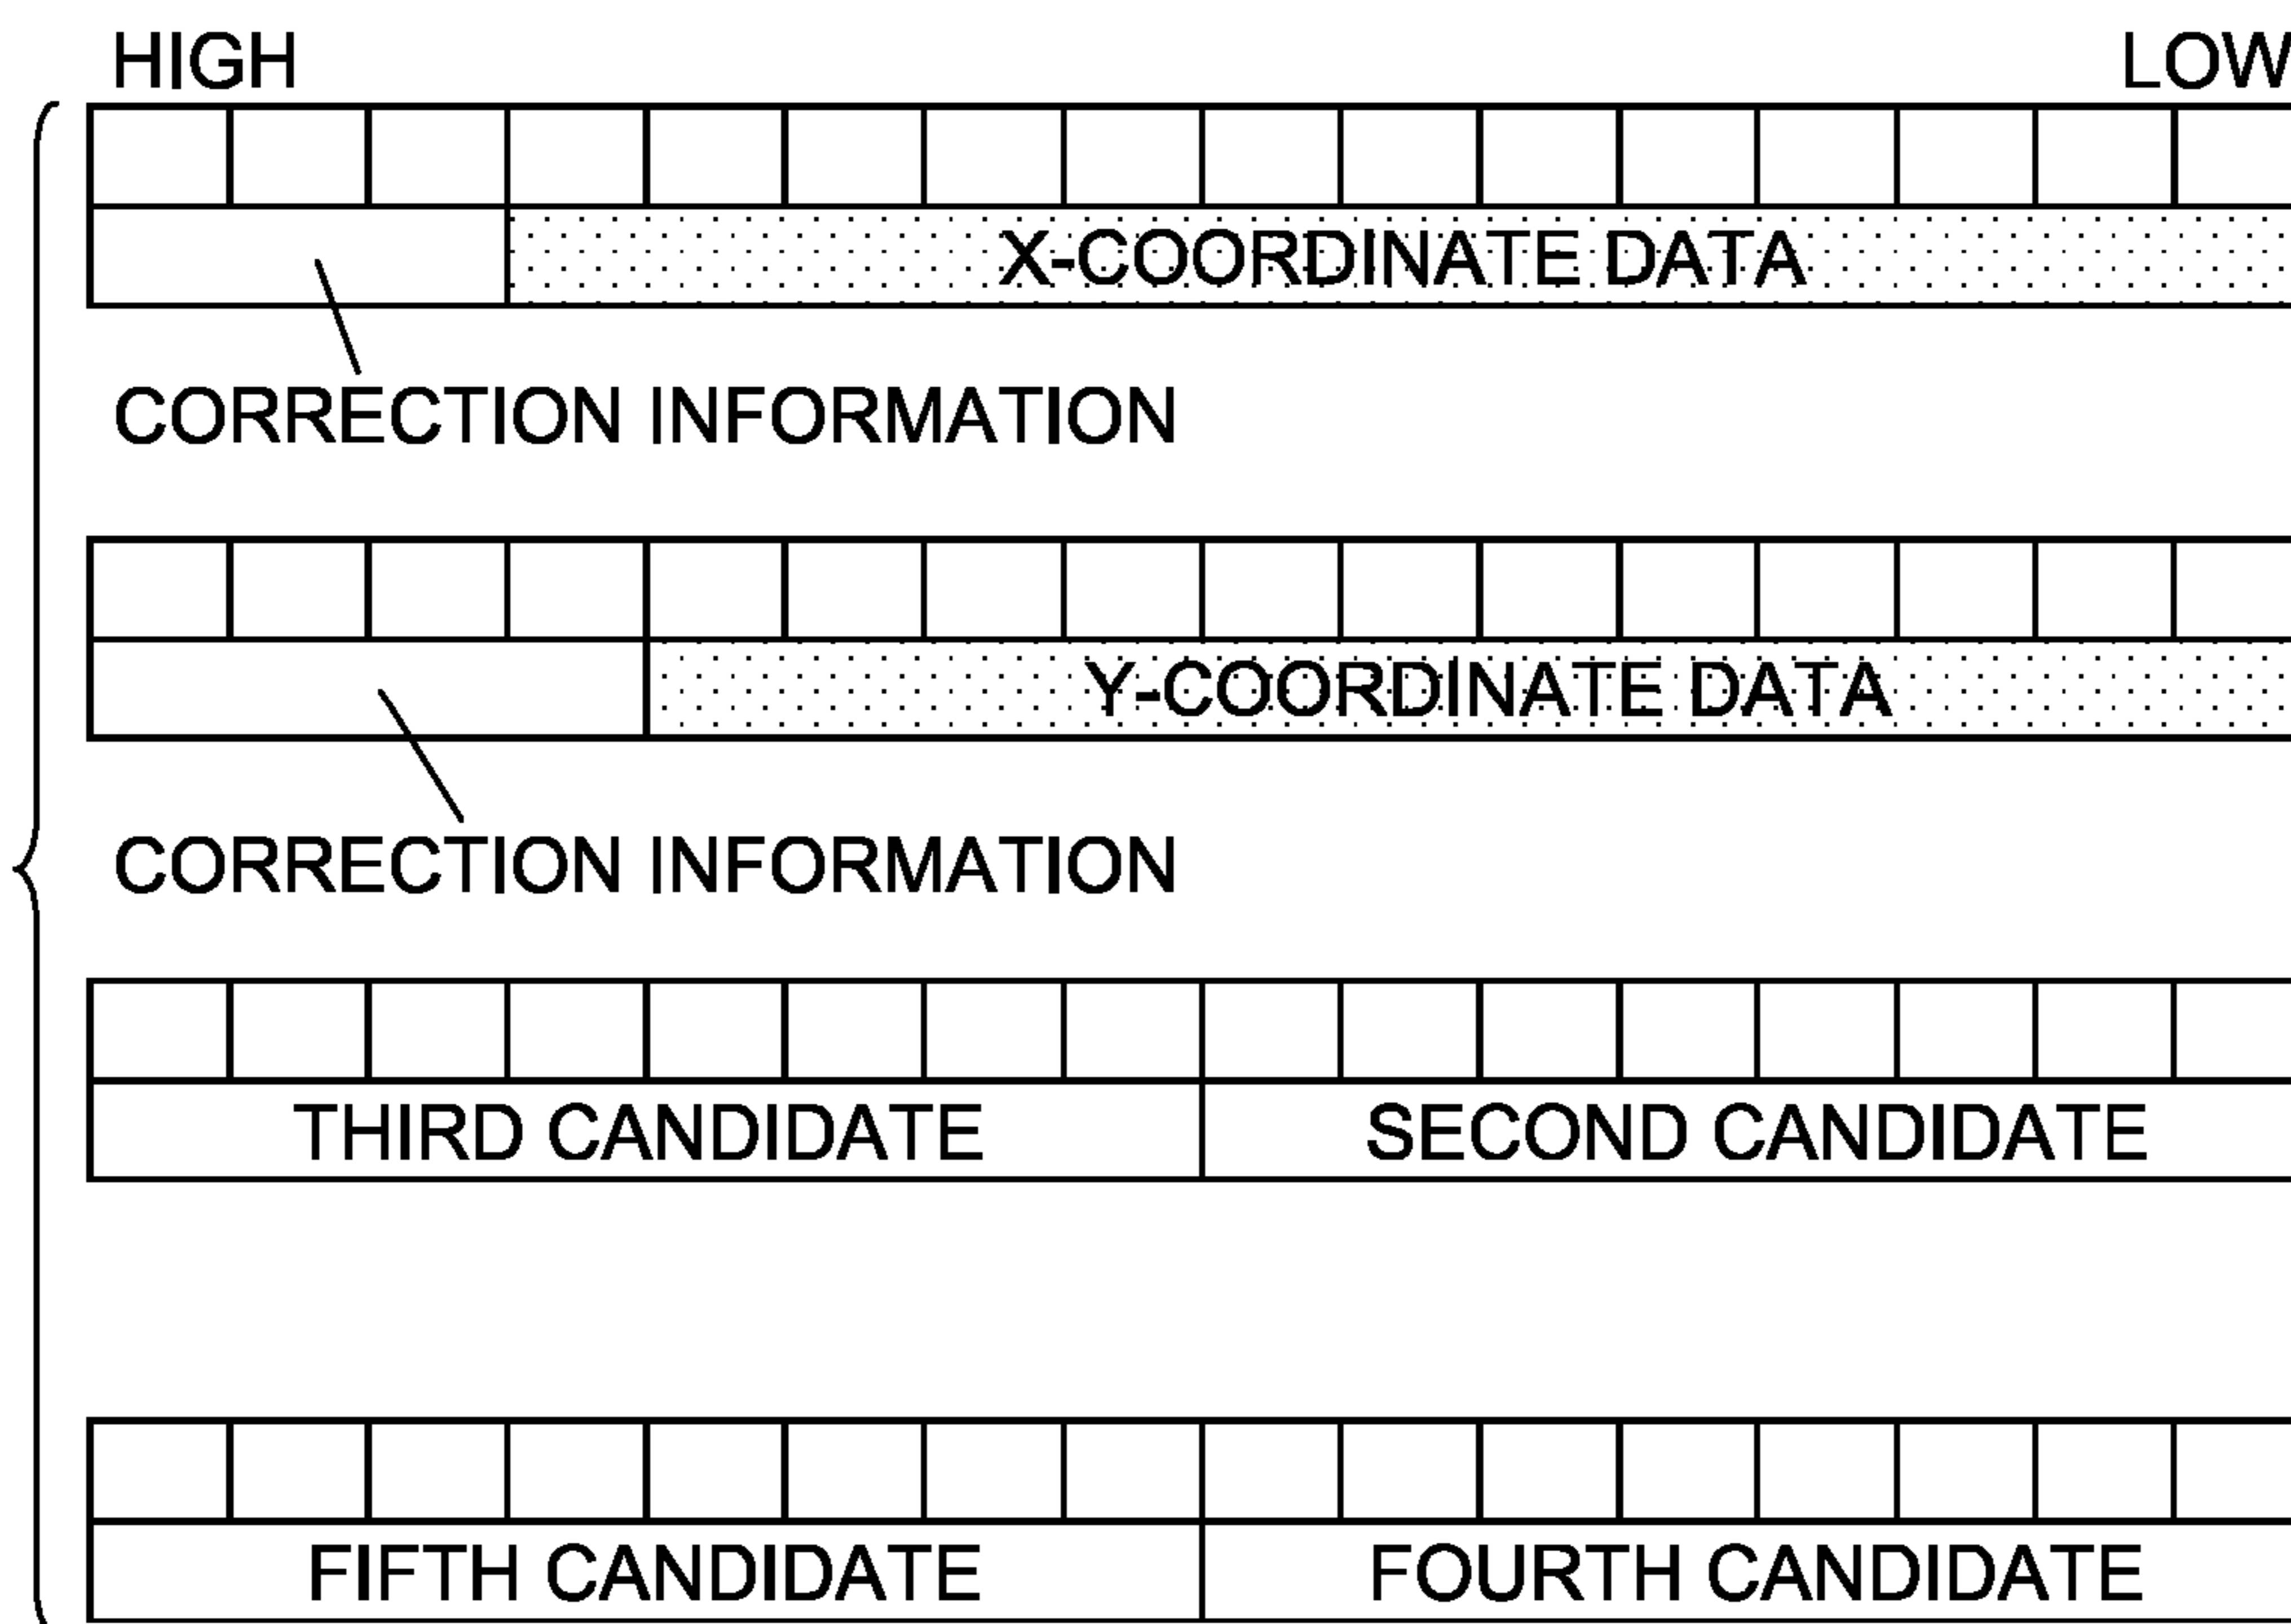 HIGH LOW
X-COORDINATE DATA
CORRECTION INFORMATION
Y-COORDINATE DATA
CORRECTION INFORMATION
THIRD CANDIDATE SECOND CANDIDATE
FIFTH CANDIDATE FOURTH CANDIDATE